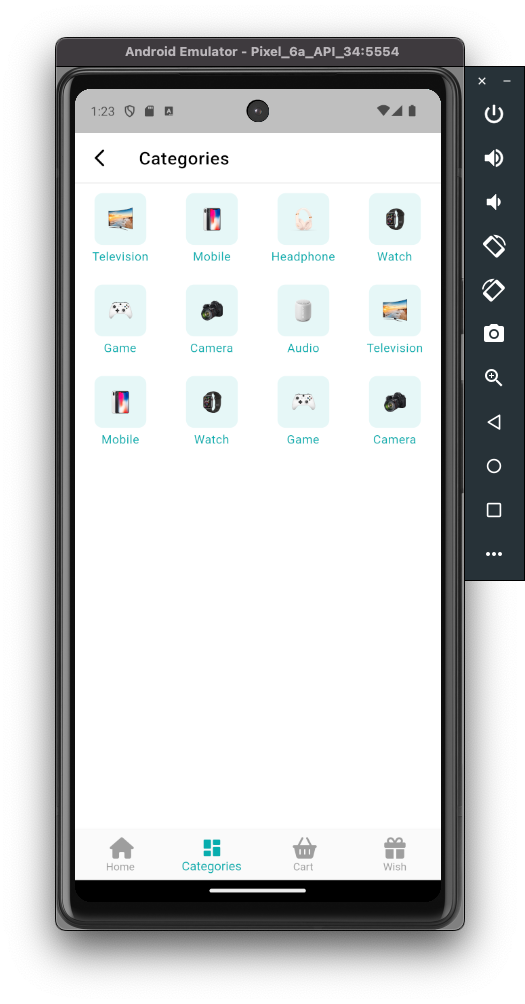 Android Emulator - Pixel_6a_API_34:5554
1:23
Categories
Television Mobile Headphone Watch
Game Camera Audio Television
Mobile Watch Game Camera
Home Categories Cart Wish